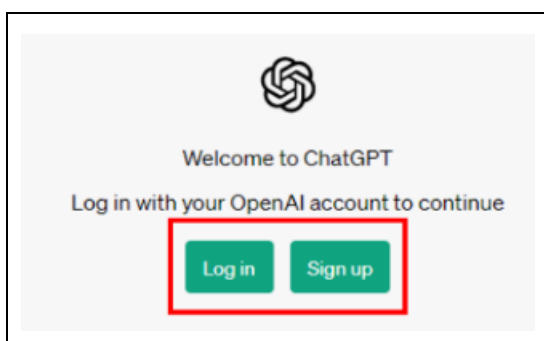 Welcome to ChatGPT
Log in with your OpenAI account to continue
Log in Sign up